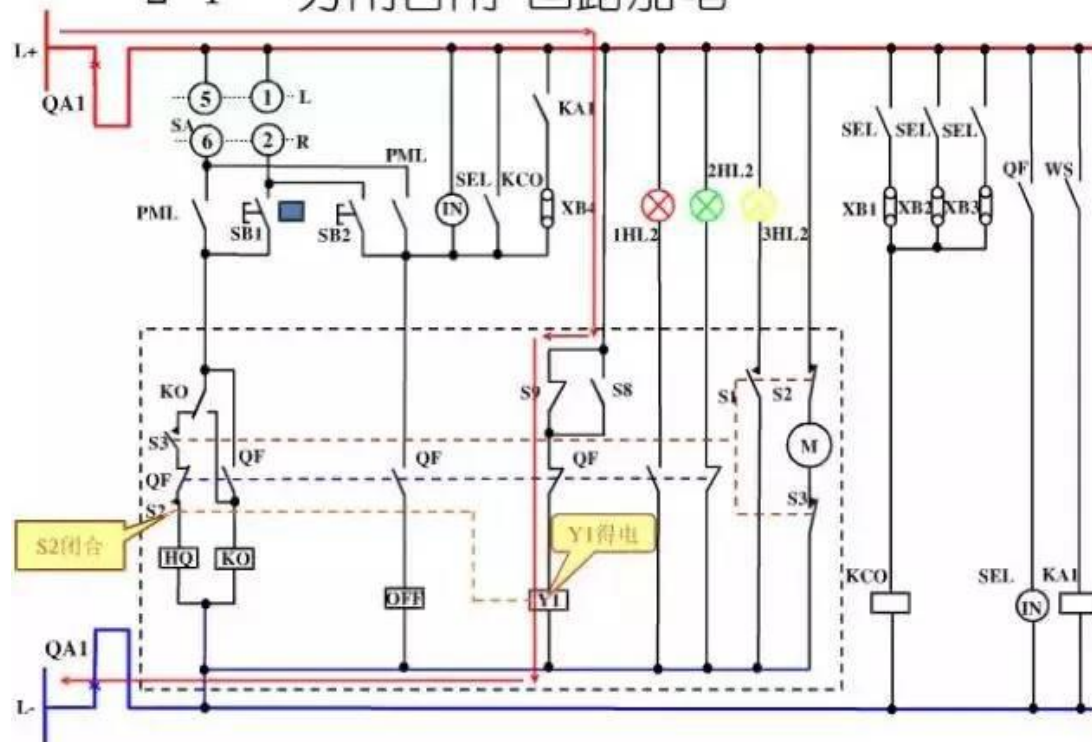 L+
QA1
5 1 L
SA
6 2 R
KA1
PML
SEL SEL SEL
2HL2
SEL KCO
QF WS
PML
SB1
SB2
IN
XB4
1HL2
3HL2
XB1 XB2 XB3
KO
S9 S8
S1 S2
S3
M
QF
QF
QF
QF
S3
S2
S2闭合
Y1得电
HQ KO
OFF
Y1
KCO
SEL
IN
KA1
QA1
L-